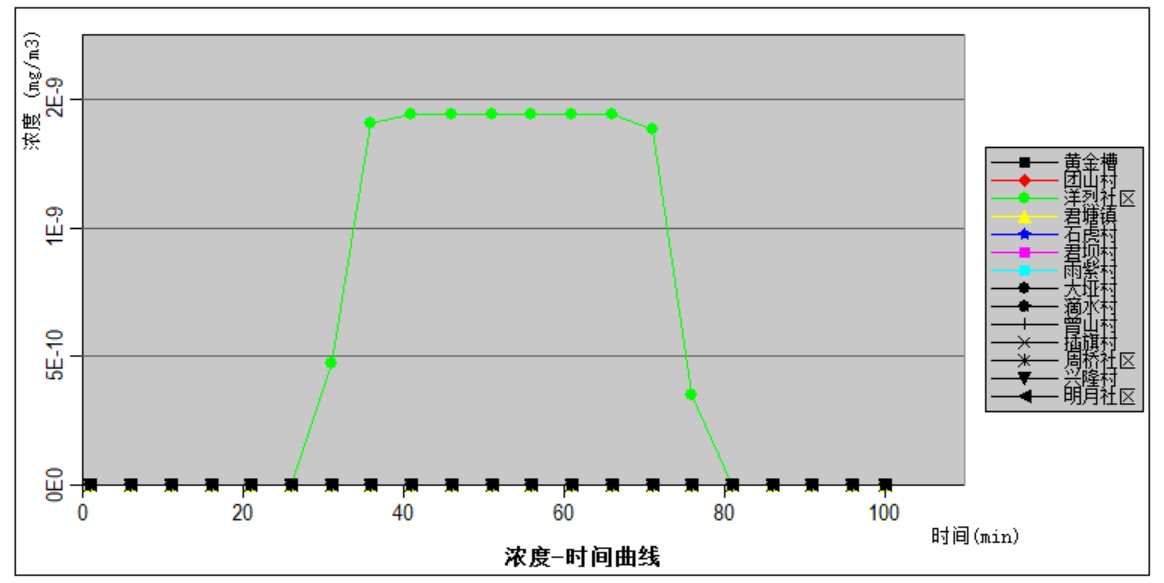 浓度 (mg/m3)
2E-9
1E-9
5E-10
0E0
0
20
40
60
80
100
时间(min)
浓度-时间曲线
黄金槽
团山村
洋烈社区
君塘镇
石虎村
君坝村
雨紫村
大垭村
滴水村
曾山村
插旗村
周桥社区
兴隆村
明月社区